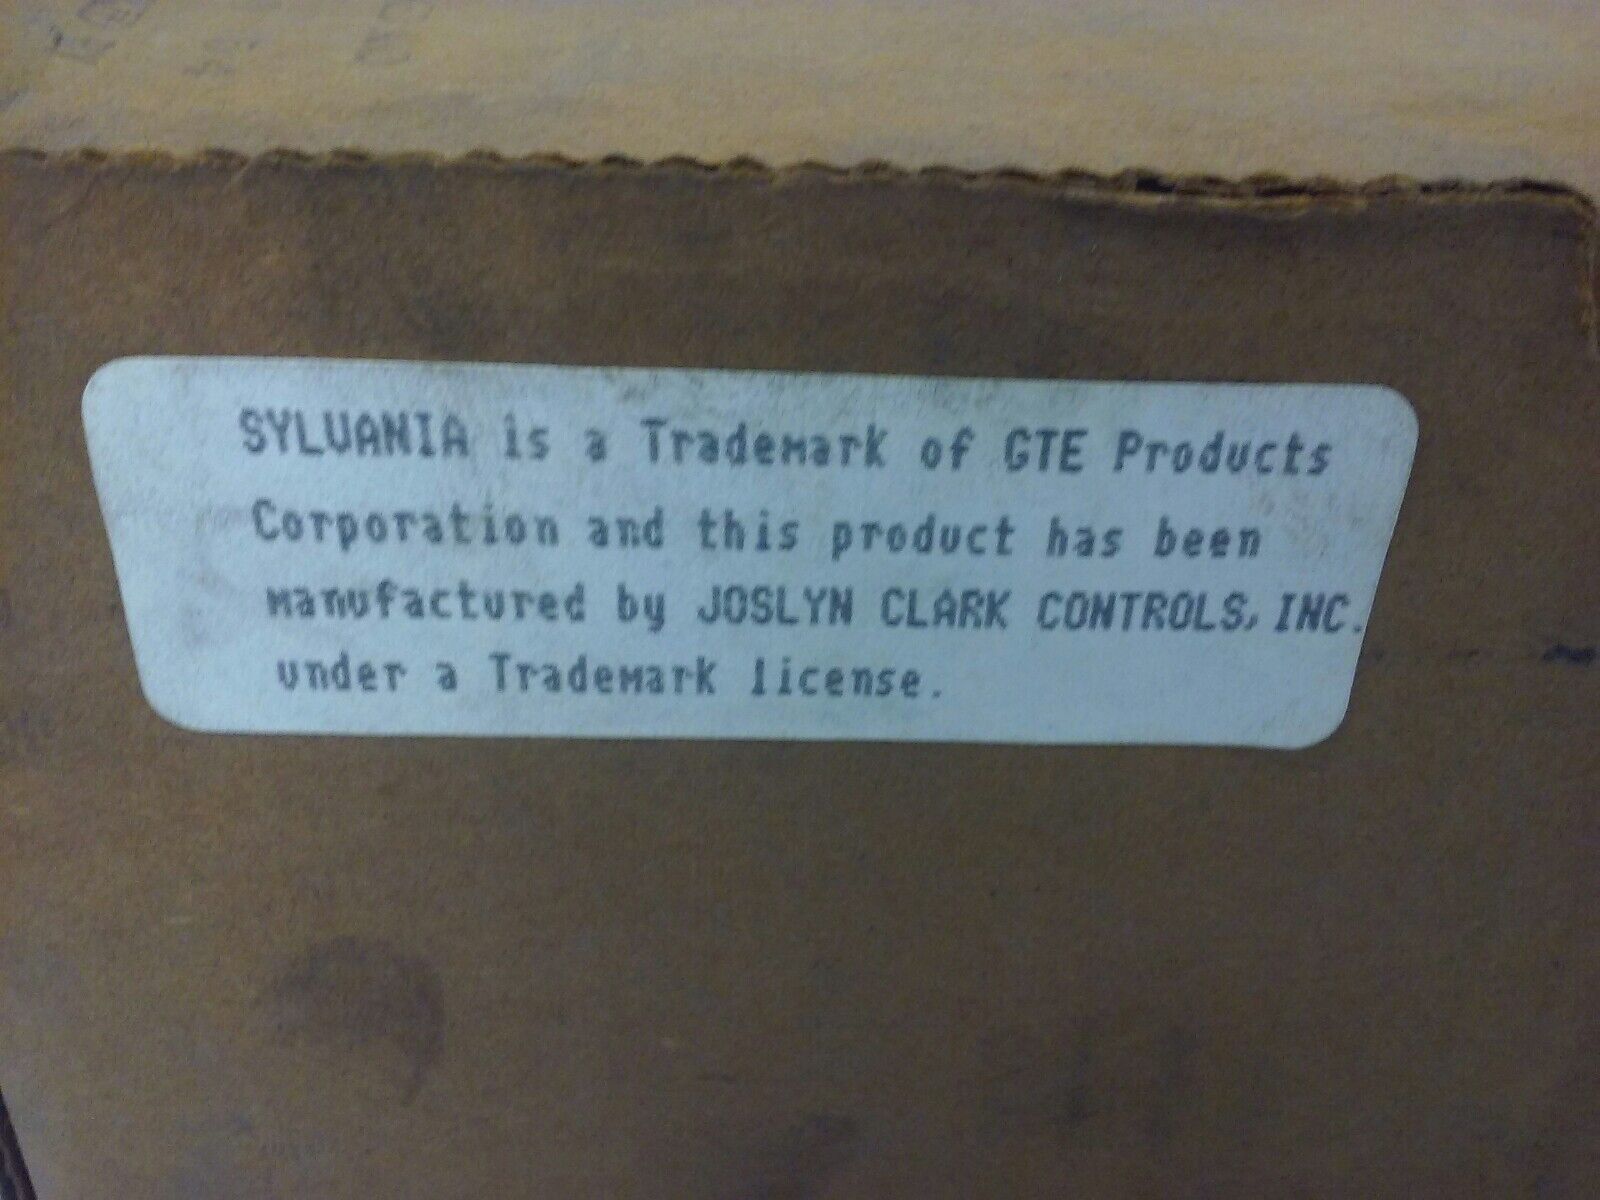 SYLVANIA is a Trademark of GTE Products
Corporation and this product has been
manufactured by JOSLYN CLARK CONTROLS, INC.
under a Trademark license.